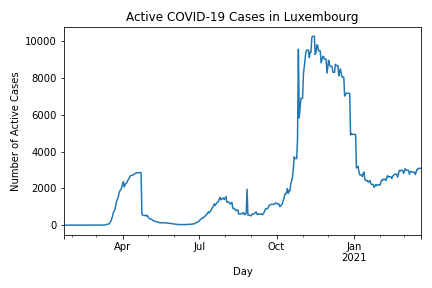 Active COVID-19 Cases in Luxembourg
Number of Active Cases
10000
8000
6000
4000
2000
0
Apr
Jul
Oct
Jan
2021
Day